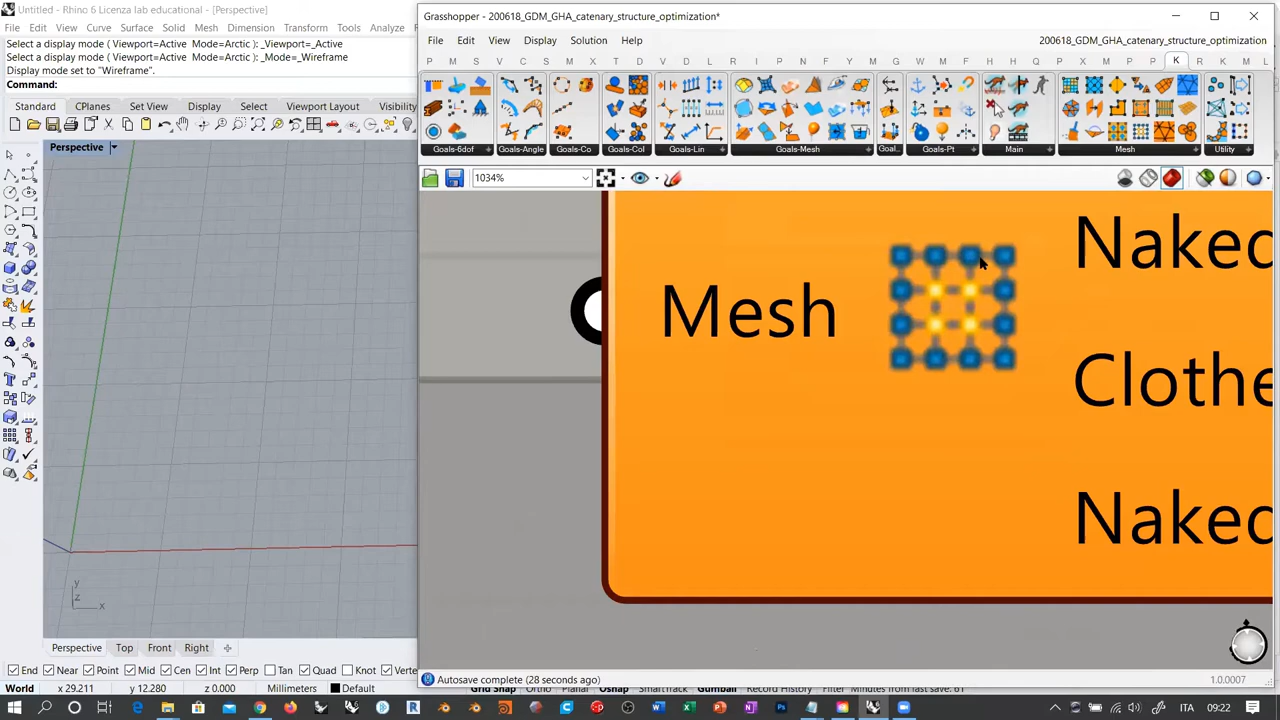 Untitled - Rhino 6 Licenza lab educational - [Perspective]
File Edit View Curve Surface Solid Mesh Dimension Transform Tools
Select a display mode ( Viewport=Active Mode=Arctic ): _Viewport=_Active
Select a display mode ( Viewport=Active Mode=Arctic ): _Mode=_Wireframe
Display mode set to "Wireframe".
Command:
Standard CPlanes Set View Display Select Viewport Layout Visibility
Perspective
y
z x
Perspective Top Front Right
End Near Point Mid Cen Int Perp Tan Quad Knot
World x 29.211 y 12.280 z 0.000 Millimeters Default
Grasshopper - 200618_GDM_GHA_catenary_structure_optimization*
File Edit View Display Solution Help
200618_GDM_GHA_catenary_structure_optimization
Goals-6dof Goals-Angle Goals-Co Goals-Col Goals-Lin Goals-Mesh Goal... Goals-Pt Main Mesh Utility
1034%
Mesh
Autosave complete (28 seconds ago)
1.0.0007
Grid Snap Ortho Planar Osnap SmartTrack Gumball Record History Filter Minutes from last save: 61
ITA 09:22